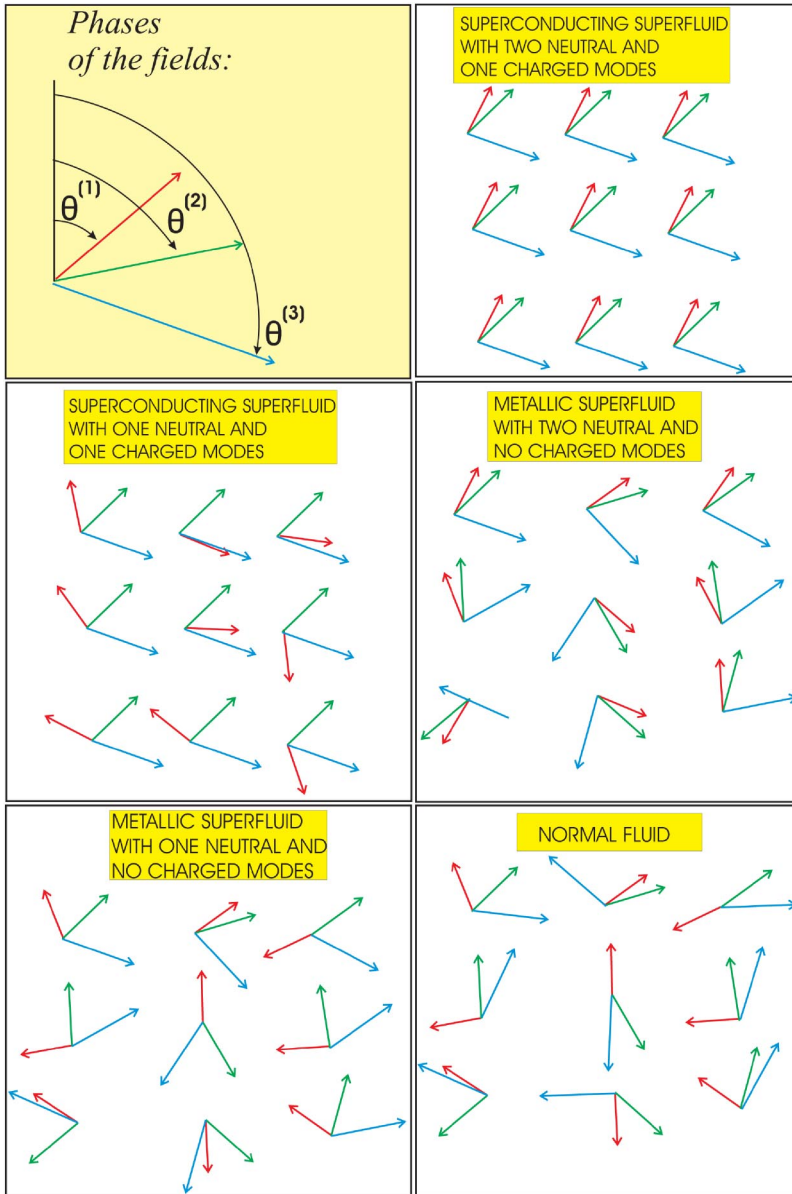 Phases
of the fields:
θ(1)
θ(2)
θ(3)
SUPERCONDUCTING SUPERFLUID
WITH TWO NEUTRAL AND
ONE CHARGED MODES
SUPERCONDUCTING SUPERFLUID
WITH ONE NEUTRAL AND
ONE CHARGED MODES
METALLIC SUPERFLUID
WITH TWO NEUTRAL AND
NO CHARGED MODES
METALLIC SUPERFLUID
WITH ONE NEUTRAL AND
NO CHARGED MODES
NORMAL FLUID